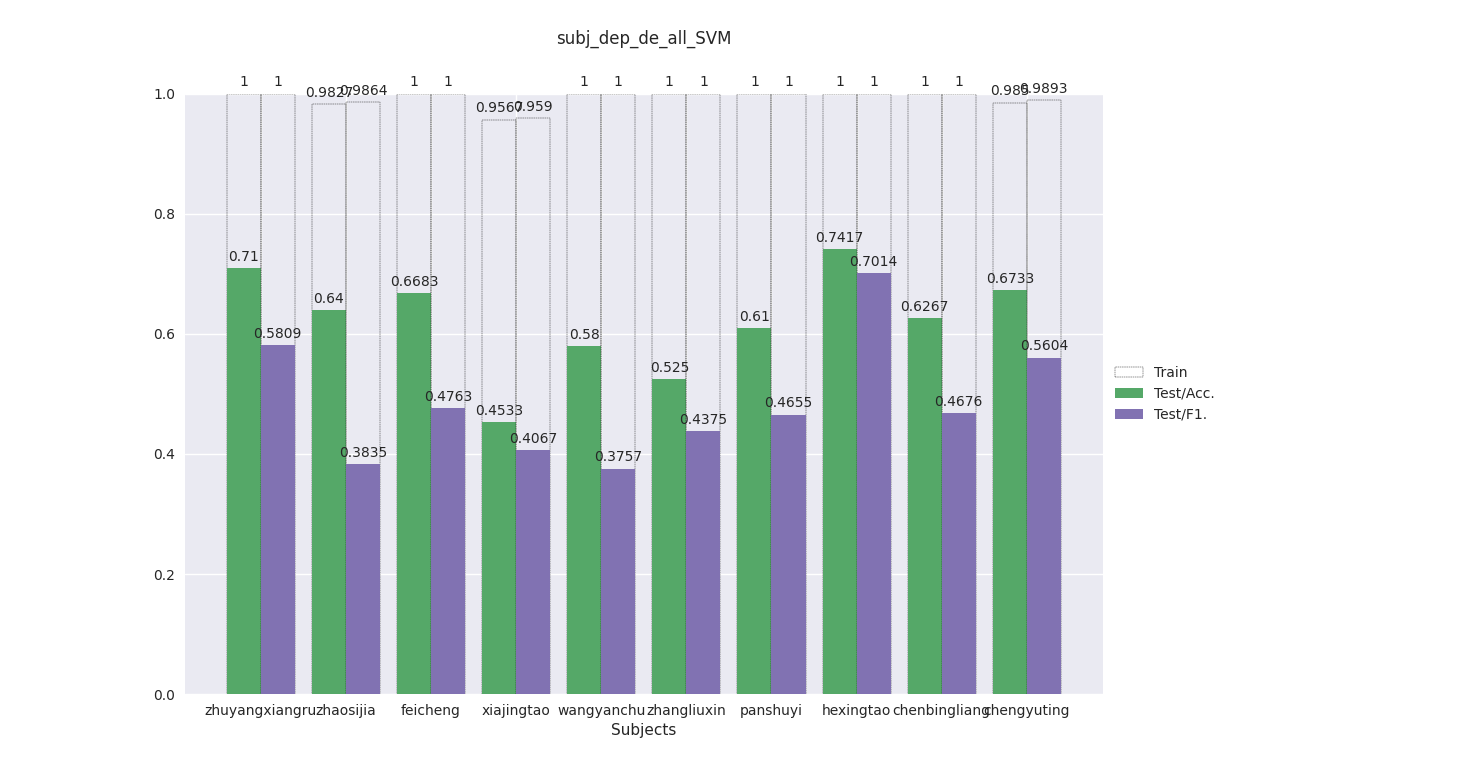 subj_dep_de_all_SVM
1 1 0.9827 0.9864 1 1 0.9567 0.959 1 1 1 1 1 1 1 1 1 1 0.985 0.9893
1.0
0.8
0.6
0.4
0.2
0.0
0.71 0.5809
0.64 0.3835
0.6683 0.4763
0.4533 0.4067
0.58 0.3757
0.525 0.4375
0.61 0.4655
0.7417 0.7014
0.6267 0.4676
0.6733 0.5604
zhuyangxiangru zhaosijia feicheng xiajingtao wangyanchu zhangliuxin panshuyi hexingtao chenbingliang chengyuting
Subjects
Train
Test/Acc.
Test/F1.